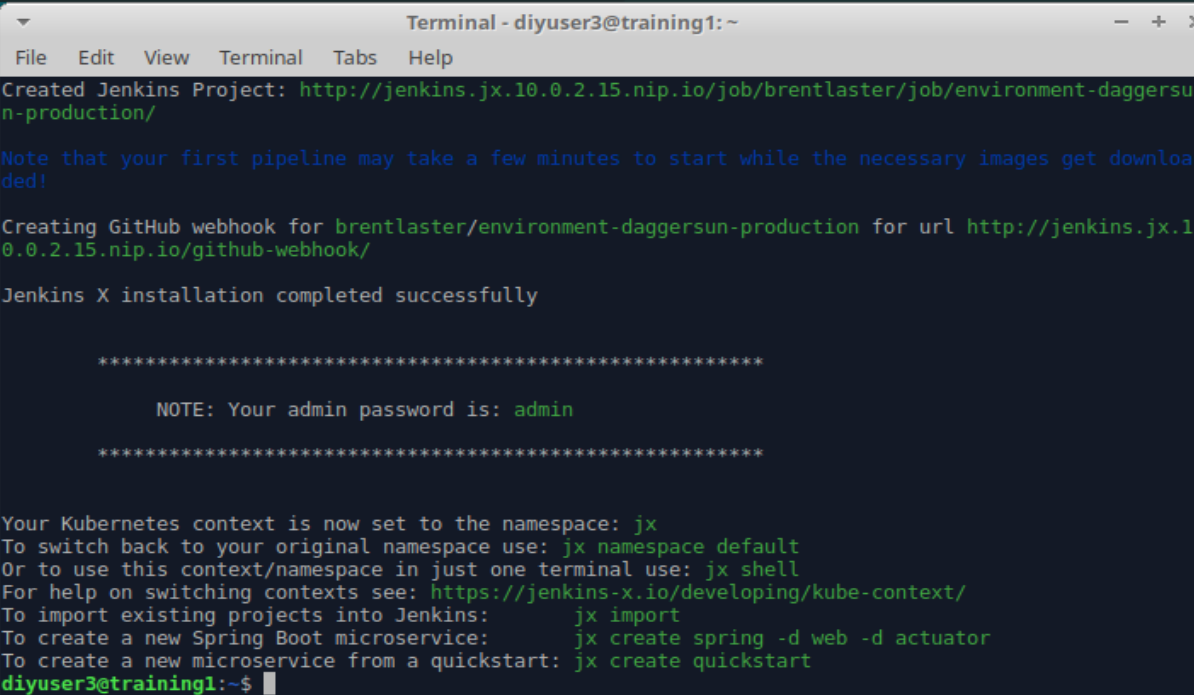 Terminal - diyuser3@training1: ~
File Edit View Terminal Tabs Help
Created Jenkins Project: http://jenkins.jx.10.0.2.15.nip.io/job/brentlaster/job/environment-daggersu
n-production/
Note that your first pipeline may take a few minutes to start while the necessary images get downloa
ded!
Creating GitHub webhook for brentlaster/environment-daggersun-production for url http://jenkins.jx.1
0.0.2.15.nip.io/github-webhook/
Jenkins X installation completed successfully
********************************************************
NOTE: Your admin password is: admin
********************************************************
Your Kubernetes context is now set to the namespace: jx
To switch back to your original namespace use: jx namespace default
Or to use this context/namespace in just one terminal use: jx shell
For help on switching contexts see: https://jenkins-x.io/developing/kube-context/
To import existing projects into Jenkins:       jx import
To create a new Spring Boot microservice:       jx create spring -d web -d actuator
To create a new microservice from a quickstart: jx create quickstart
diyuser3@training1:~$